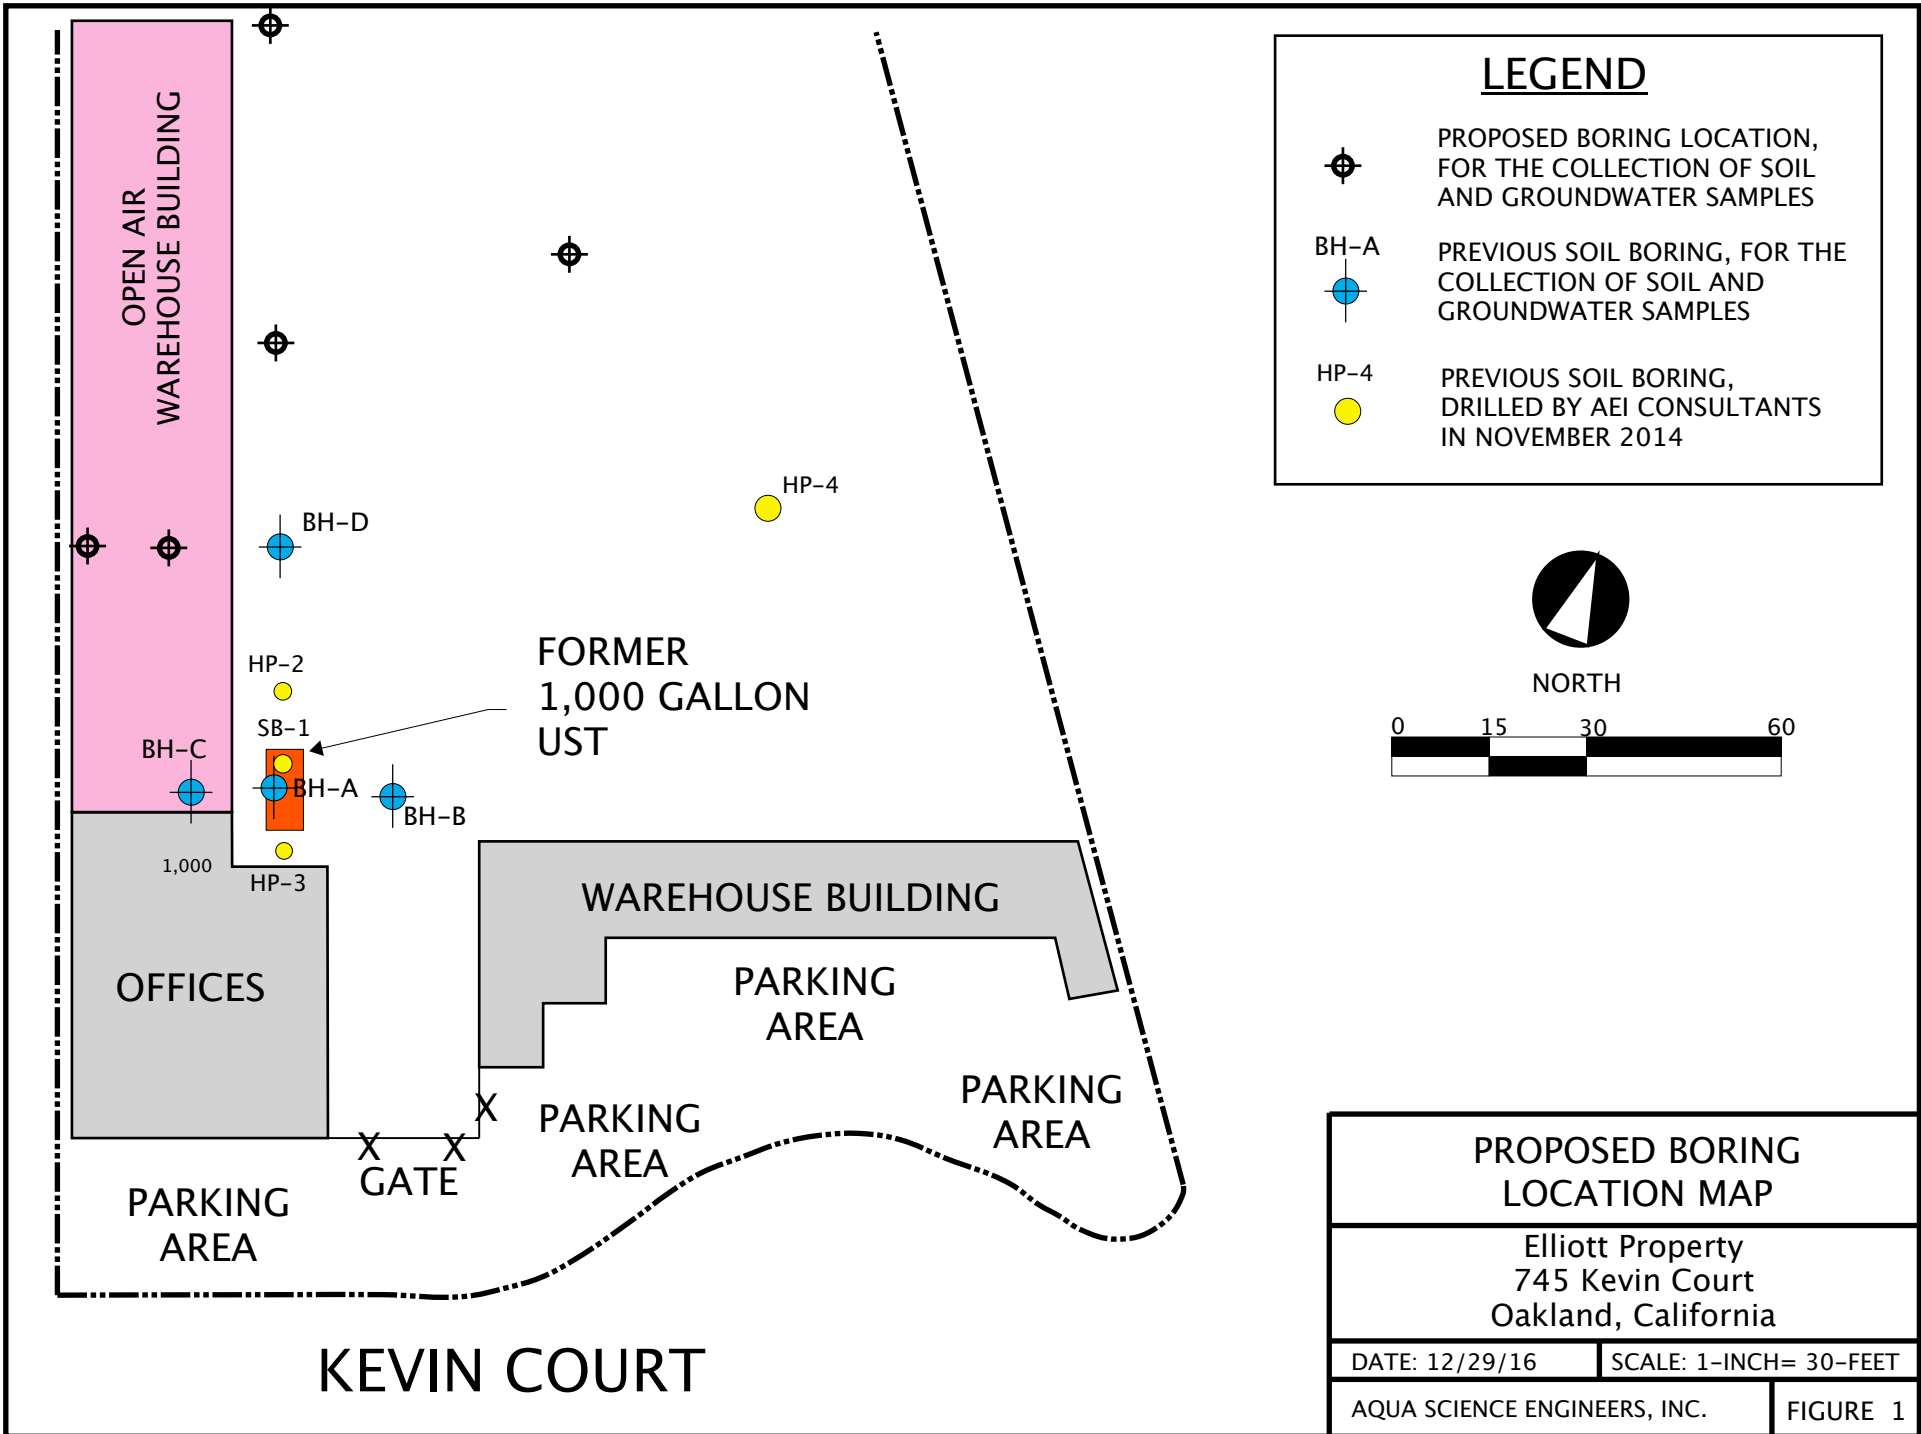 OPEN AIR
WAREHOUSE BUILDING
LEGEND
PROPOSED BORING LOCATION,
FOR THE COLLECTION OF SOIL
AND GROUNDWATER SAMPLES
BH-A
PREVIOUS SOIL BORING, FOR THE
COLLECTION OF SOIL AND
GROUNDWATER SAMPLES
HP-4
PREVIOUS SOIL BORING,
DRILLED BY AEI CONSULTANTS
IN NOVEMBER 2014
HP-4
BH-D
FORMER
1,000 GALLON
UST
HP-2
SB-1
BH-C
BH-A
BH-B
1,000
HP-3
NORTH
0 15 30 60
WAREHOUSE BUILDING
OFFICES
PARKING
AREA
PARKING
AREA
PARKING
AREA
X
X X
GATE
PARKING
AREA
KEVIN COURT
PROPOSED BORING
LOCATION MAP
Elliott Property
745 Kevin Court
Oakland, California
DATE: 12/29/16
SCALE: 1-INCH= 30-FEET
AQUA SCIENCE ENGINEERS, INC.
FIGURE 1